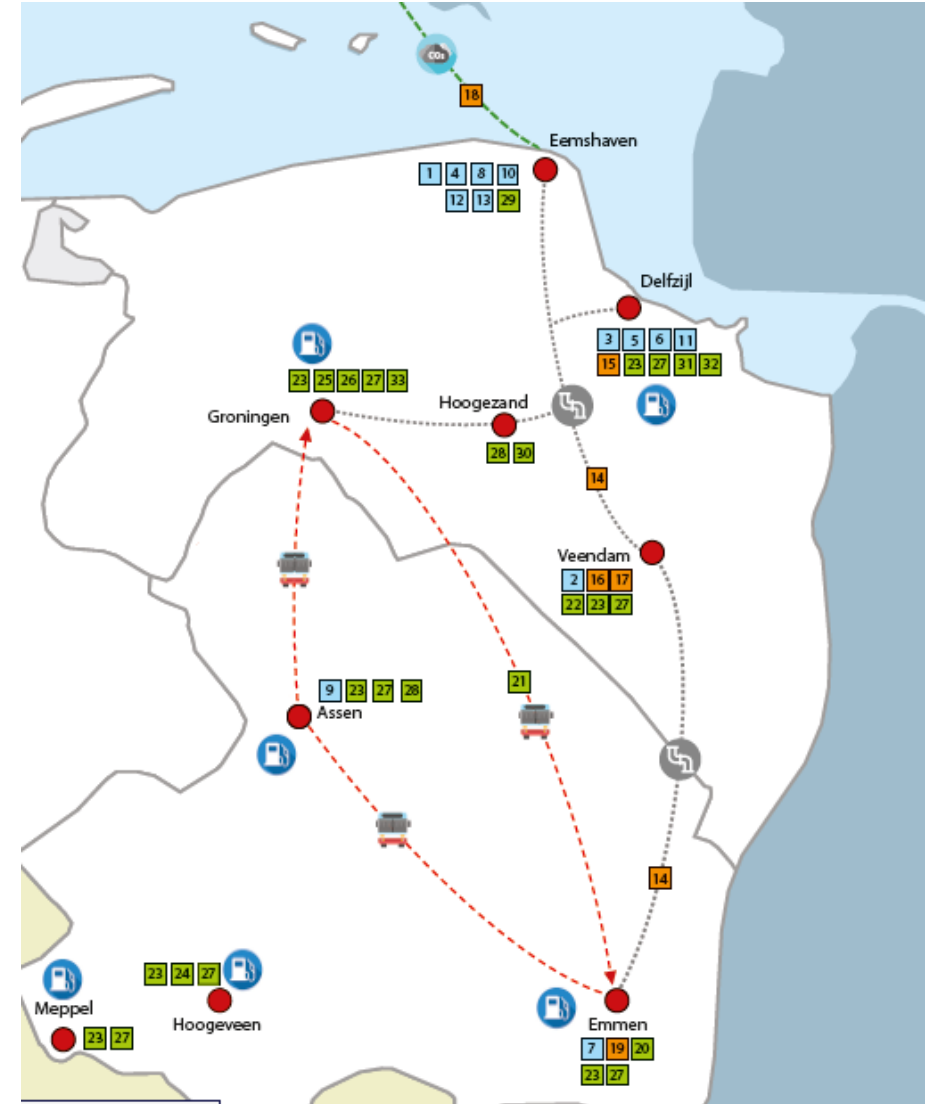 CO₂
18
Eemshaven
1 4 8 10
12 13 29
Delfzijl
3 5 6 11
15 23 27 31 32
23 25 26 27 33
Groningen
Hoogezand
28 30
14
Veendam
2 16 17
22 23 27
21
9 23 27 28
Assen
14
23 24 27
Hoogeveen
Meppel
23 27
Emmen
7 19 20
23 27